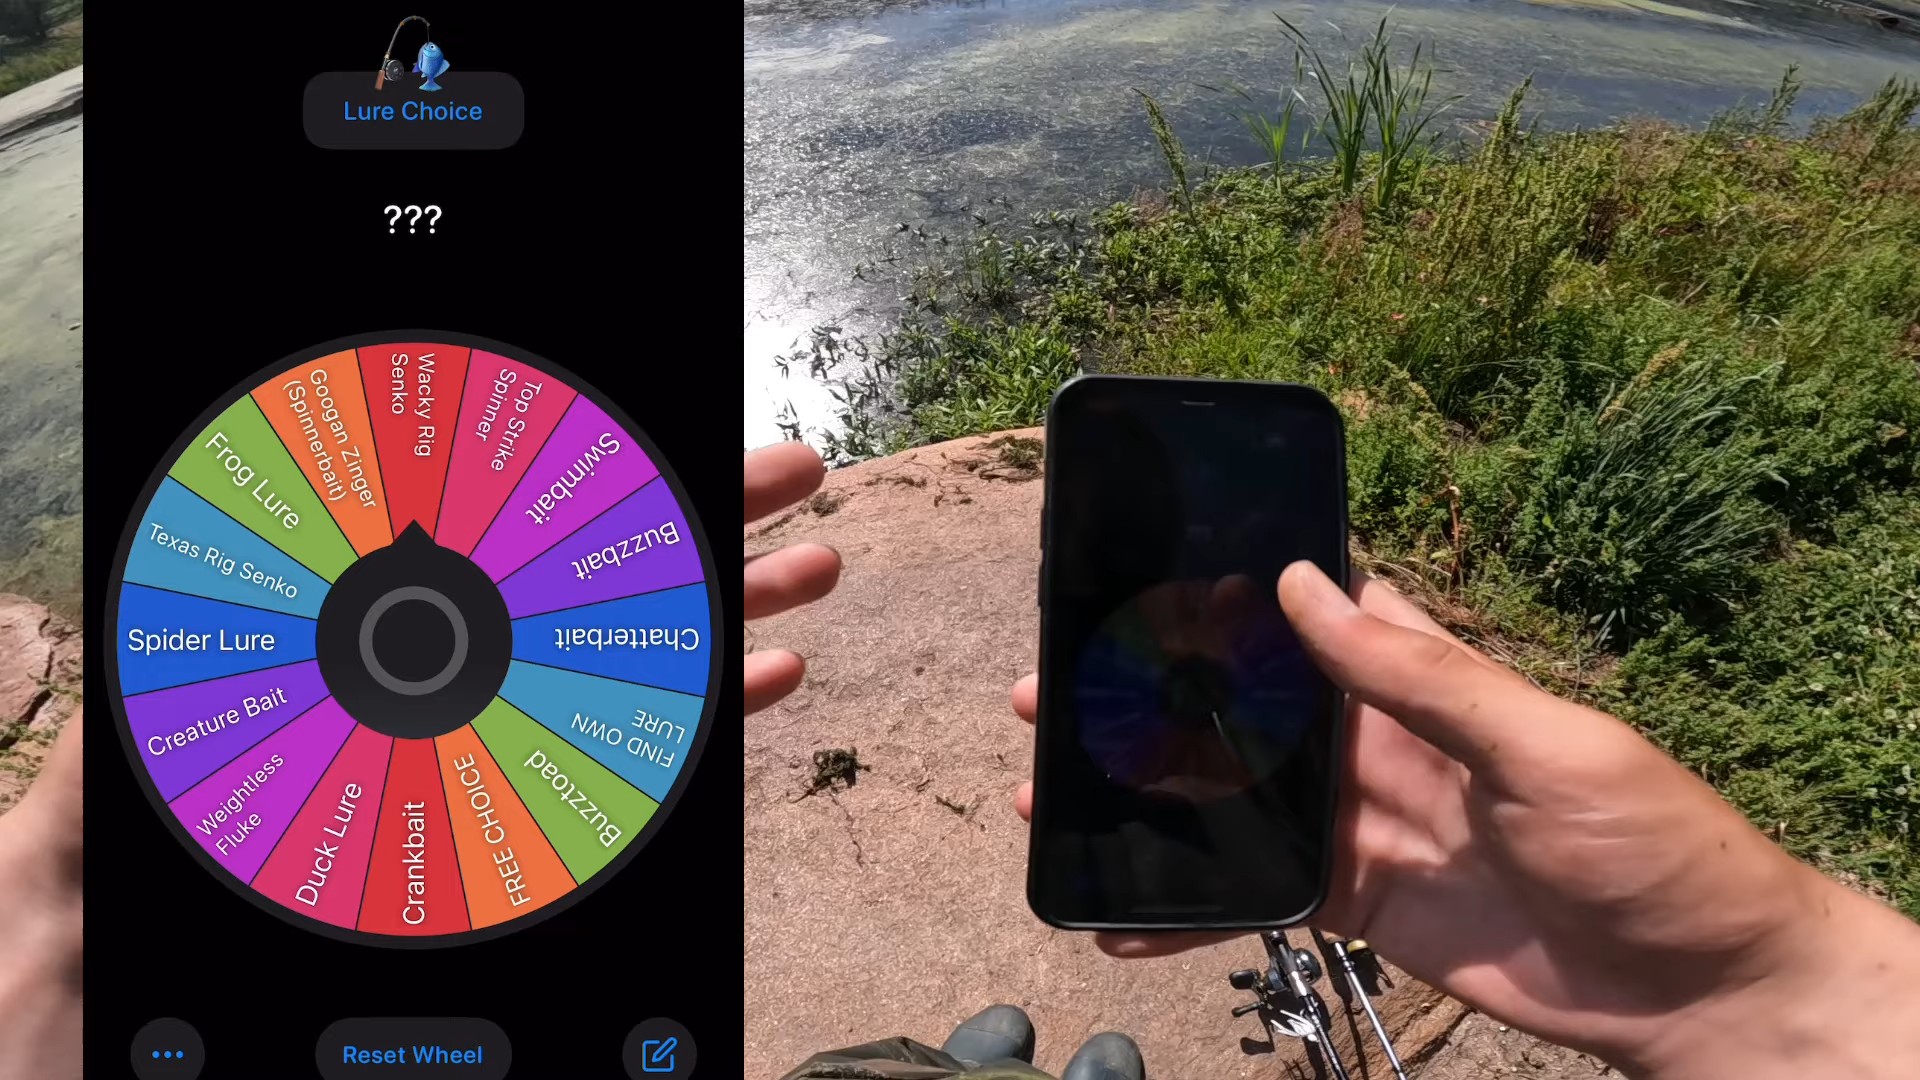 Lure Choice
???
Wacky Rig
Senko
Top Strike
Spinner
Swimbait
Buzzbait
Chatterbait
FIND OWN
LURE
Buzztoad
FREE CHOICE
Crankbait
Duck Lure
Weightless
Fluke
Creature Bait
Spider Lure
Texas Rig Senko
Frog Lure
Googan Zinger
(Spinnerbait)
Reset Wheel